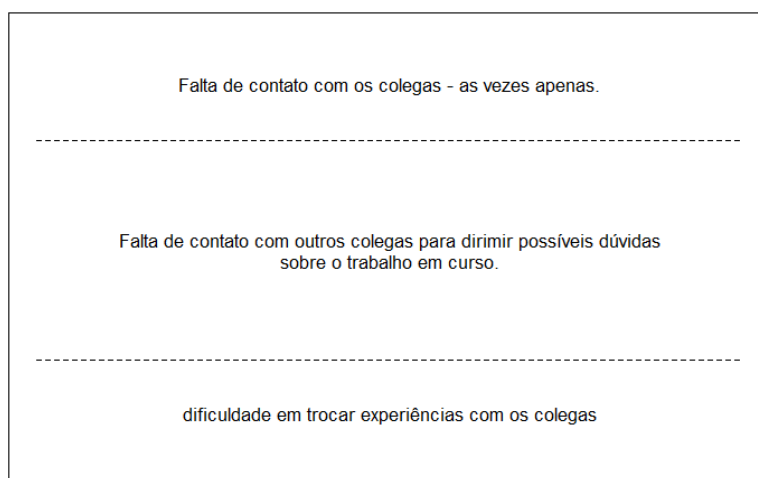 Falta de contato com os colegas - as vezes apenas.
Falta de contato com outros colegas para dirimir possíveis dúvidas
sobre o trabalho em curso.
dificuldade em trocar experiências com os colegas